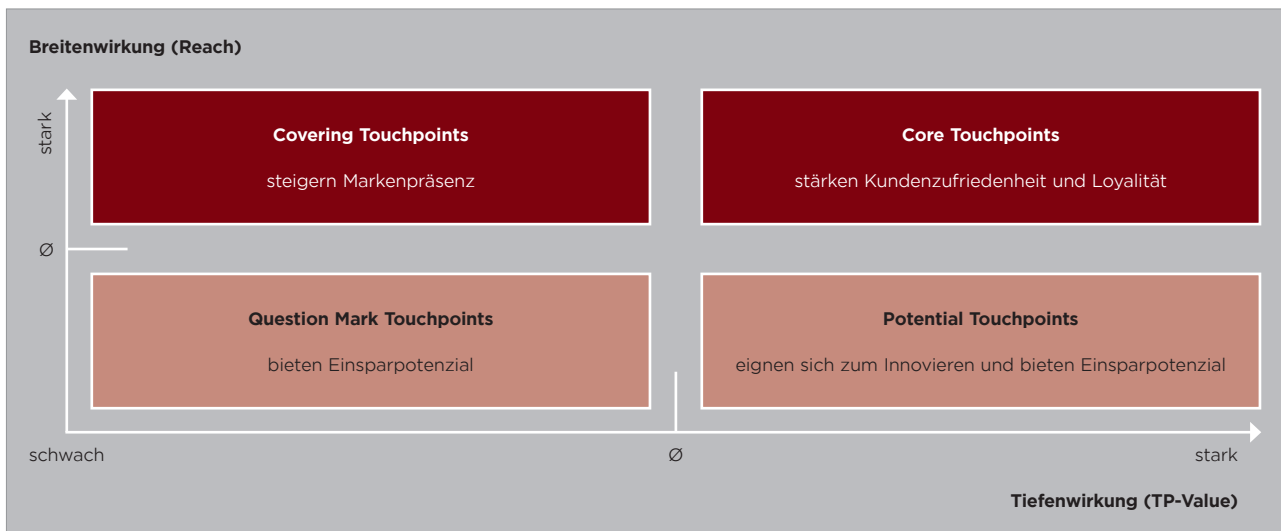 Breitenwirkung (Reach)
stark
Covering Touchpoints
steigern Markenpräsenz
Core Touchpoints
stärken Kundenzufriedenheit und Loyalität
Ø
Question Mark Touchpoints
bieten Einsparpotenzial
Potential Touchpoints
eignen sich zum Innovieren und bieten Einsparpotenzial
schwach
Ø
stark
Tiefenwirkung (TP-Value)